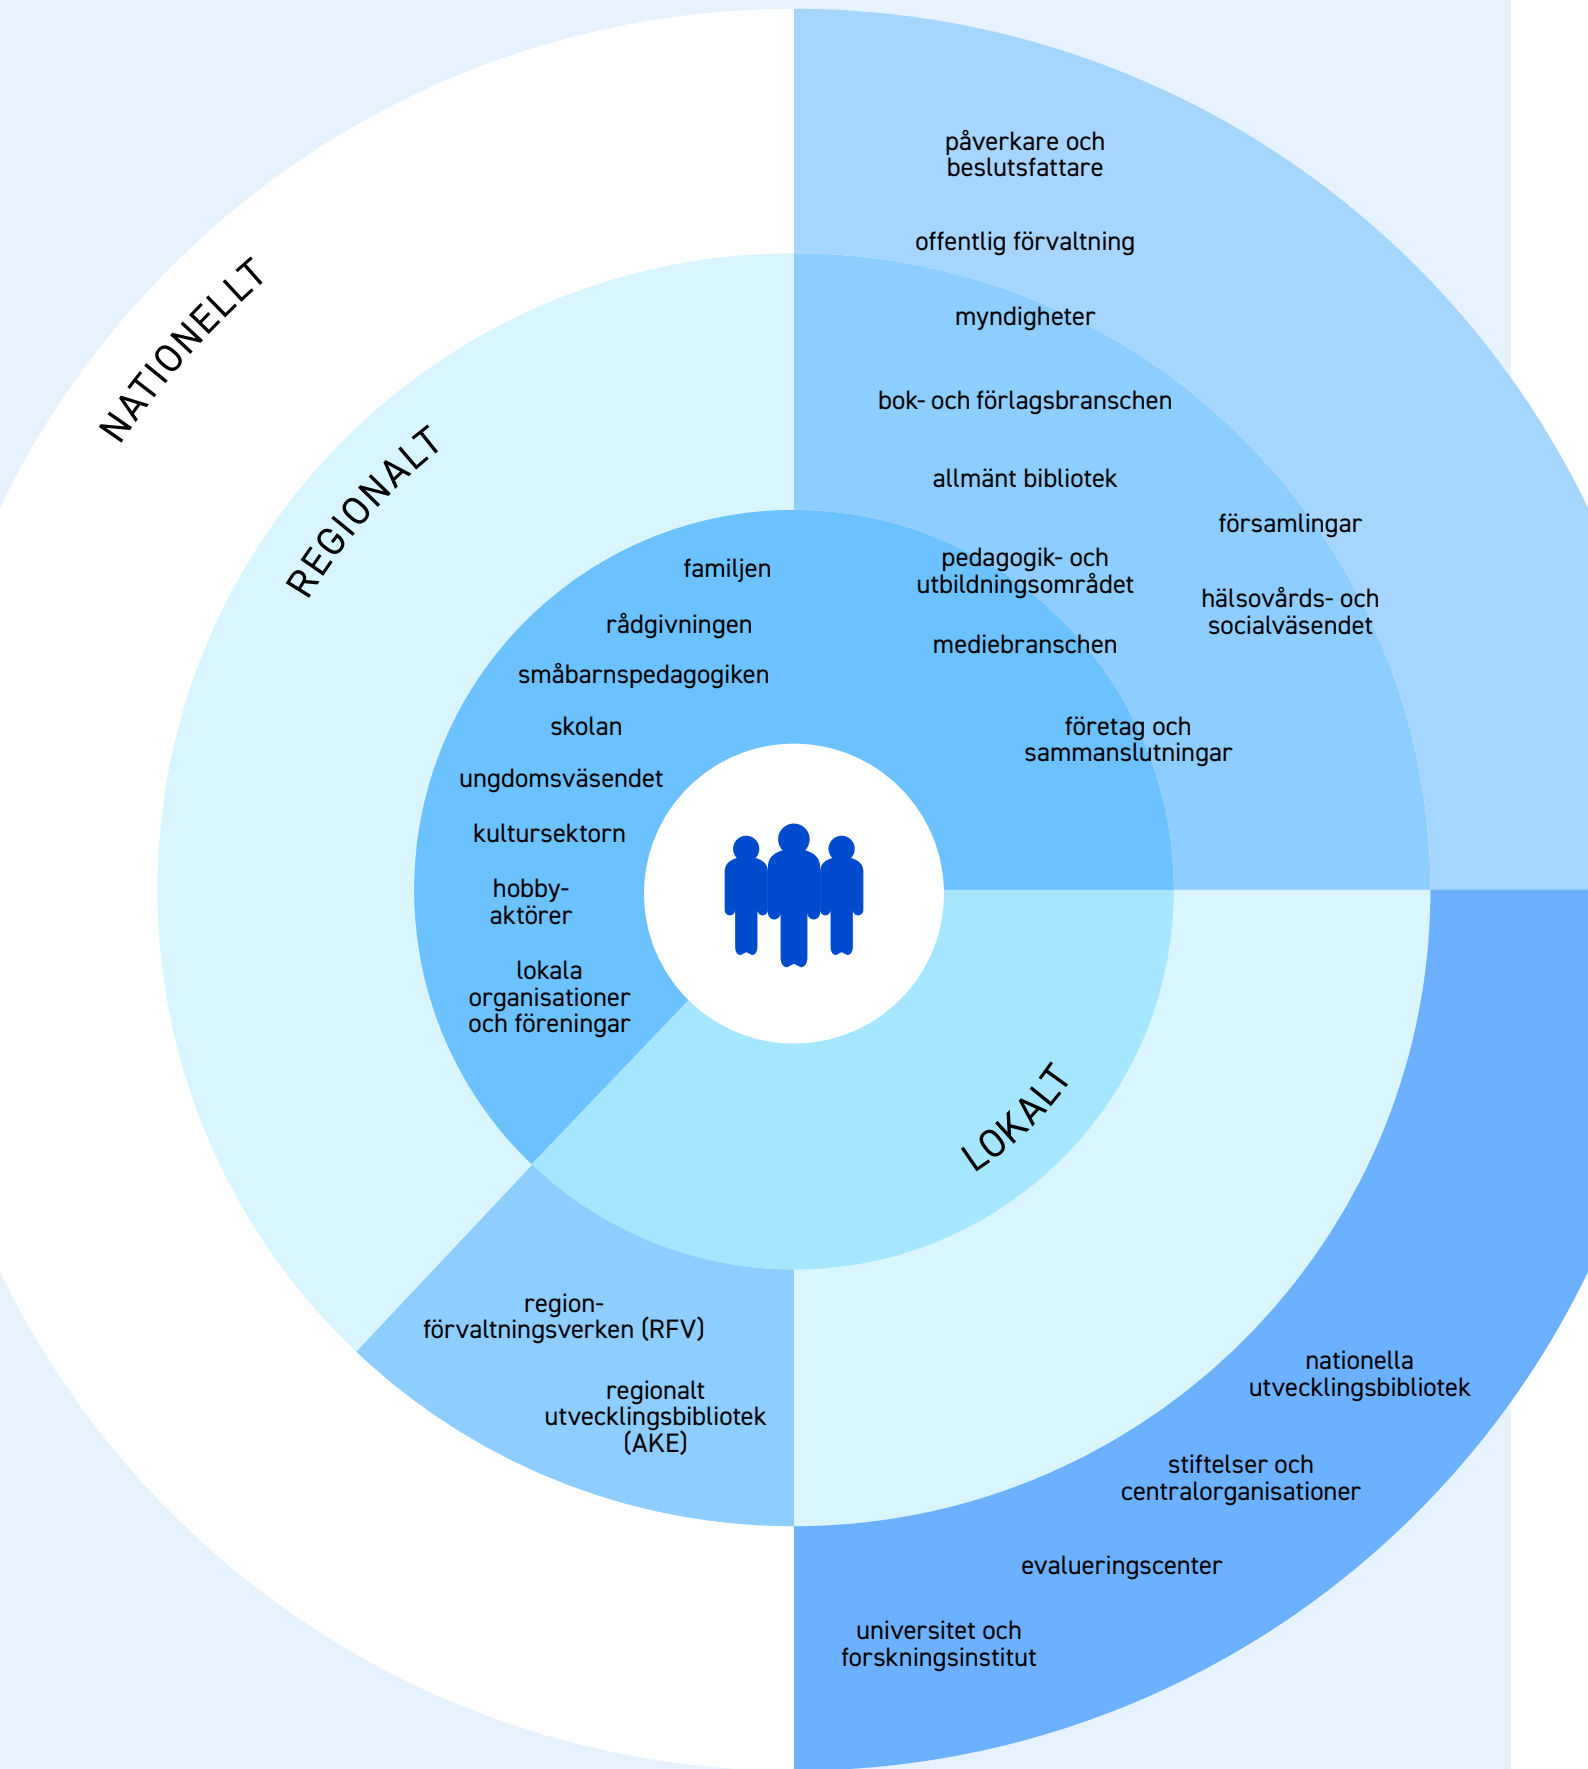 NATIONELLT
REGIONALT
LOKALT
påverkare och
beslutsfattare
offentlig förvaltning
myndigheter
bok- och förlagsbranschen
allmänt bibliotek
församlingar
pedagogik- och
utbildningsområdet
hälsovårds- och
socialväsendet
mediebranschen
företag och
sammanslutningar
familjen
rådgivningen
småbarnspedagogiken
skolan
ungdomsväsendet
kultursektorn
hobby-
aktörer
lokala
organisationer
och föreningar
region-
förvaltningsverken (RFV)
regionalt
utvecklingsbibliotek
(AKE)
nationella
utvecklingsbibliotek
stiftelser och
centralorganisationer
evalueringscenter
universitet och
forskningsinstitut